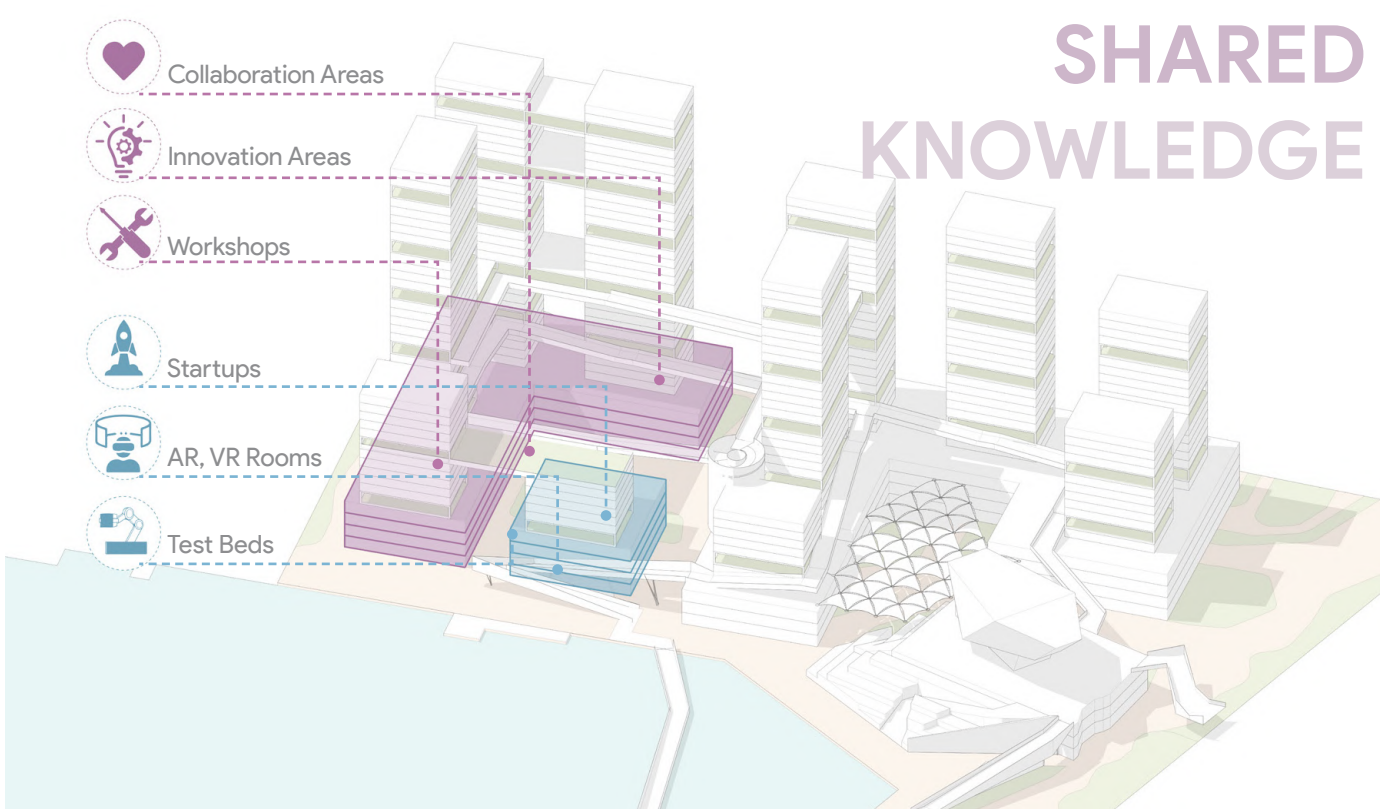 SHARED
KNOWLEDGE
Collaboration Areas
Innovation Areas
Workshops
Startups
AR, VR Rooms
Test Beds